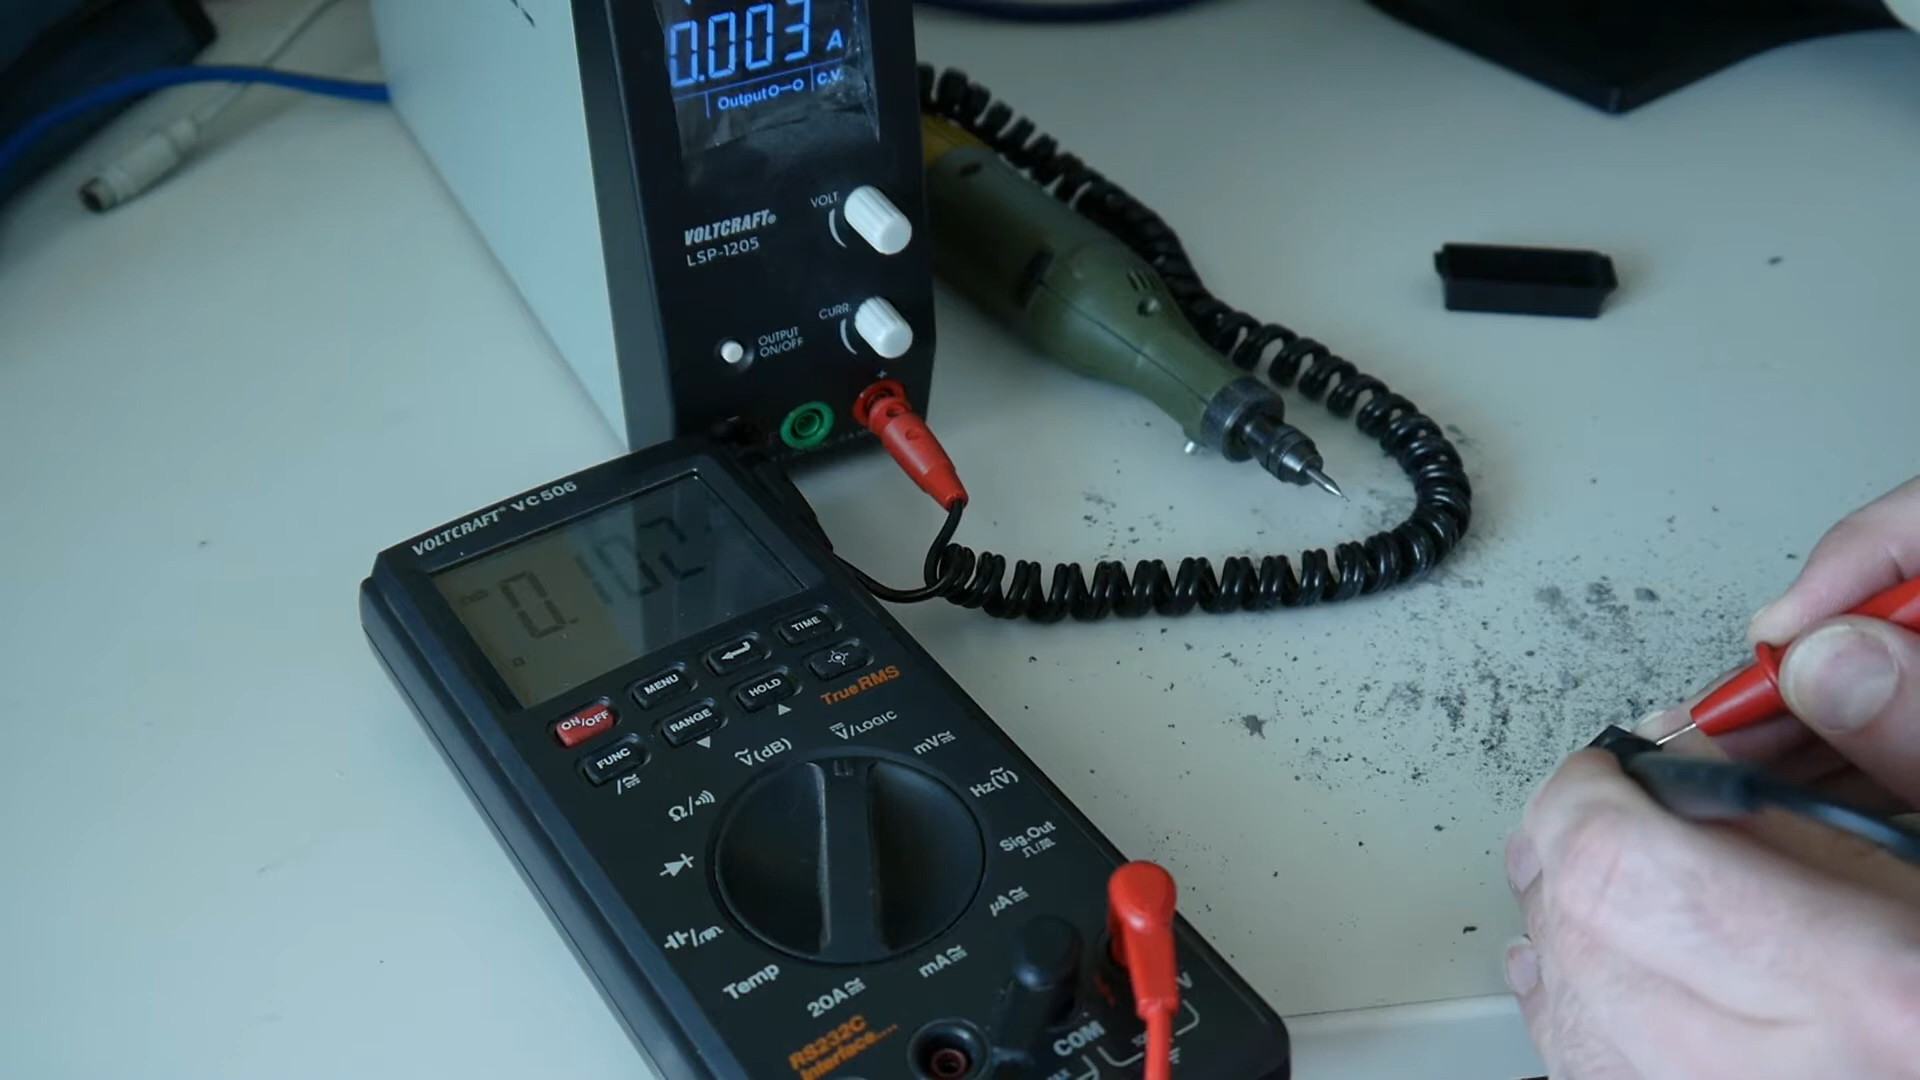 0.003 A
Output C.V.
VOLT.
VOLTCRAFT®
LSP-1205
CURR.
OUTPUT
ON/OFF
+
VOLTCRAFT® VC506
-0.102
TIME
MENU
HOLD
ON/OFF
RANGE
True RMS
FUNC
V(dB)
V/LOGIC
mV
Ω
Hz(V)
Sig.Out
µA
mA
Temp
20A
RS232C
Interface....
COM
V